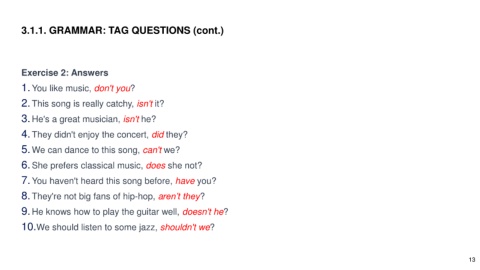 3.1.1. GRAMMAR: TAG QUESTIONS (cont.)
Exercise 2: Answers
1. You like music, don't you?
2. This song is really catchy, isn't it?
3. He's a great musician, isn't he?
4. They didn't enjoy the concert, did they?
5. We can dance to this song, can't we?
6. She prefers classical music, does she not?
7. You haven't heard this song before, have you?
8. They're not big fans of hip-hop, aren't they?
9. He knows how to play the guitar well, doesn't he?
10. We should listen to some jazz, shouldn't we?
13